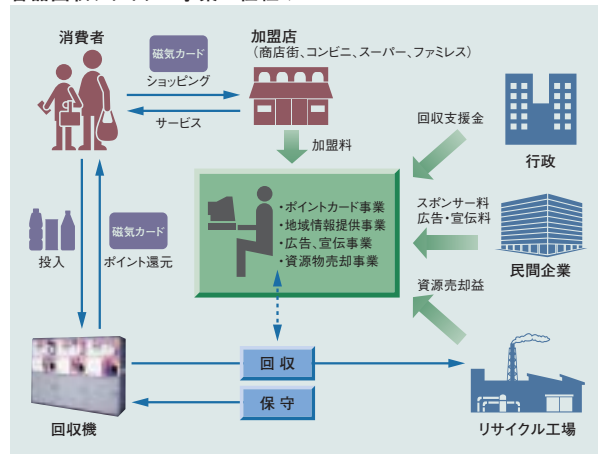 消費者
磁気カード
ショッピング
サービス
加盟店
（商店街、コンビニ、スーパー、ファミレス）
加盟料
回収支援金
行政
・ポイントカード事業
・地域情報提供事業
・広告、宣伝事業
・資源物売却事業
スポンサー料
広告・宣伝料
民間企業
投入
磁気カード
ポイント還元
資源売却益
回収
保守
回収機
リサイクル工場